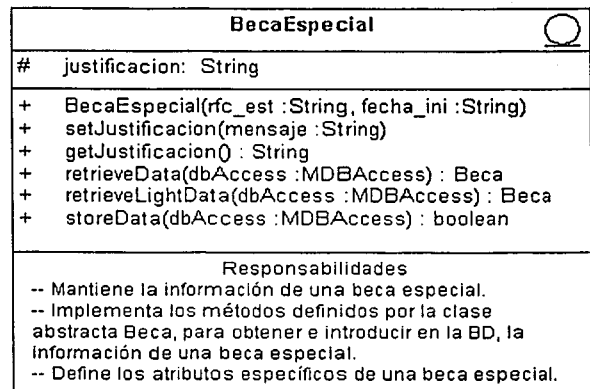 BecaEspecial
# justificacion: String
+ BecaEspecial(rfc_est :String, fecha_ini :String)
+ setJustificacion(mensaje :String)
+ getJustificacion() : String
+ retrieveData(dbAccess :MDBAccess) : Beca
+ retrieveLightData(dbAccess :MDBAccess) : Beca
+ storeData(dbAccess :MDBAccess) : boolean
Responsabilidades
-- Mantiene la información de una beca especial.
-- Implementa los métodos definidos por la clase
abstracta Beca, para obtener e introducir en la BD, la
información de una beca especial.
-- Define los atributos específicos de una beca especial.